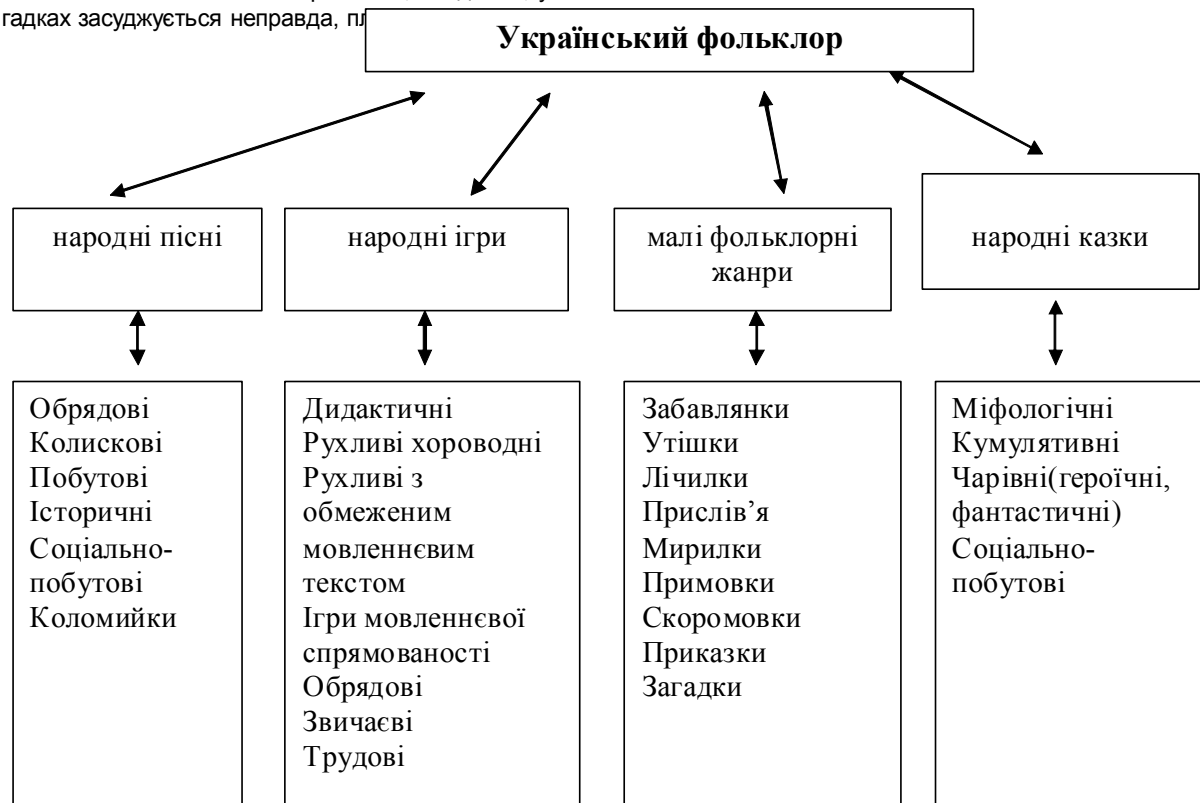 гадках засуджується неправда,
Український фольклор
народні пісні
народні ігри
малі фольклорні
жанри
народні казки
Обрядові
Колискові
Побутові
Історичні
Соціально-
побутові
Коломийки
Дидактичні
Рухливі хороводні
Рухливі з
обмеженим
мовленнєвим
текстом
Ігри мовленнєвої
спрямованості
Обрядові
Звичаєві
Трудові
Забавлянки
Утішки
Лічилки
Прислів’я
Мирилки
Примовки
Скоромовки
Приказки
Загадки
Міфологічні
Кумулятивні
Чарівні(героїчні,
фантастичні)
Соціально-
побутові